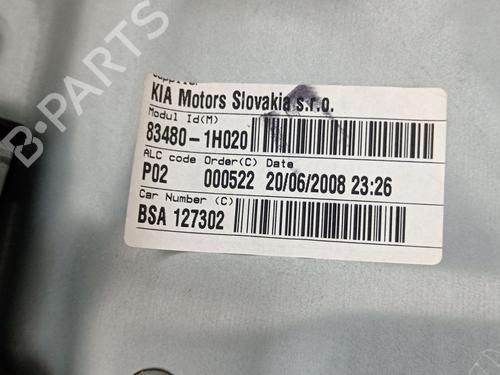 B-PARTS
Supplier
KIA Motors Slovakia s.r.o.
Modul Id(M)
83480-1H020
ALC code Order(C) Date
P02 000522 20/06/2008 23:26
Car Number (C)
BSA 127302